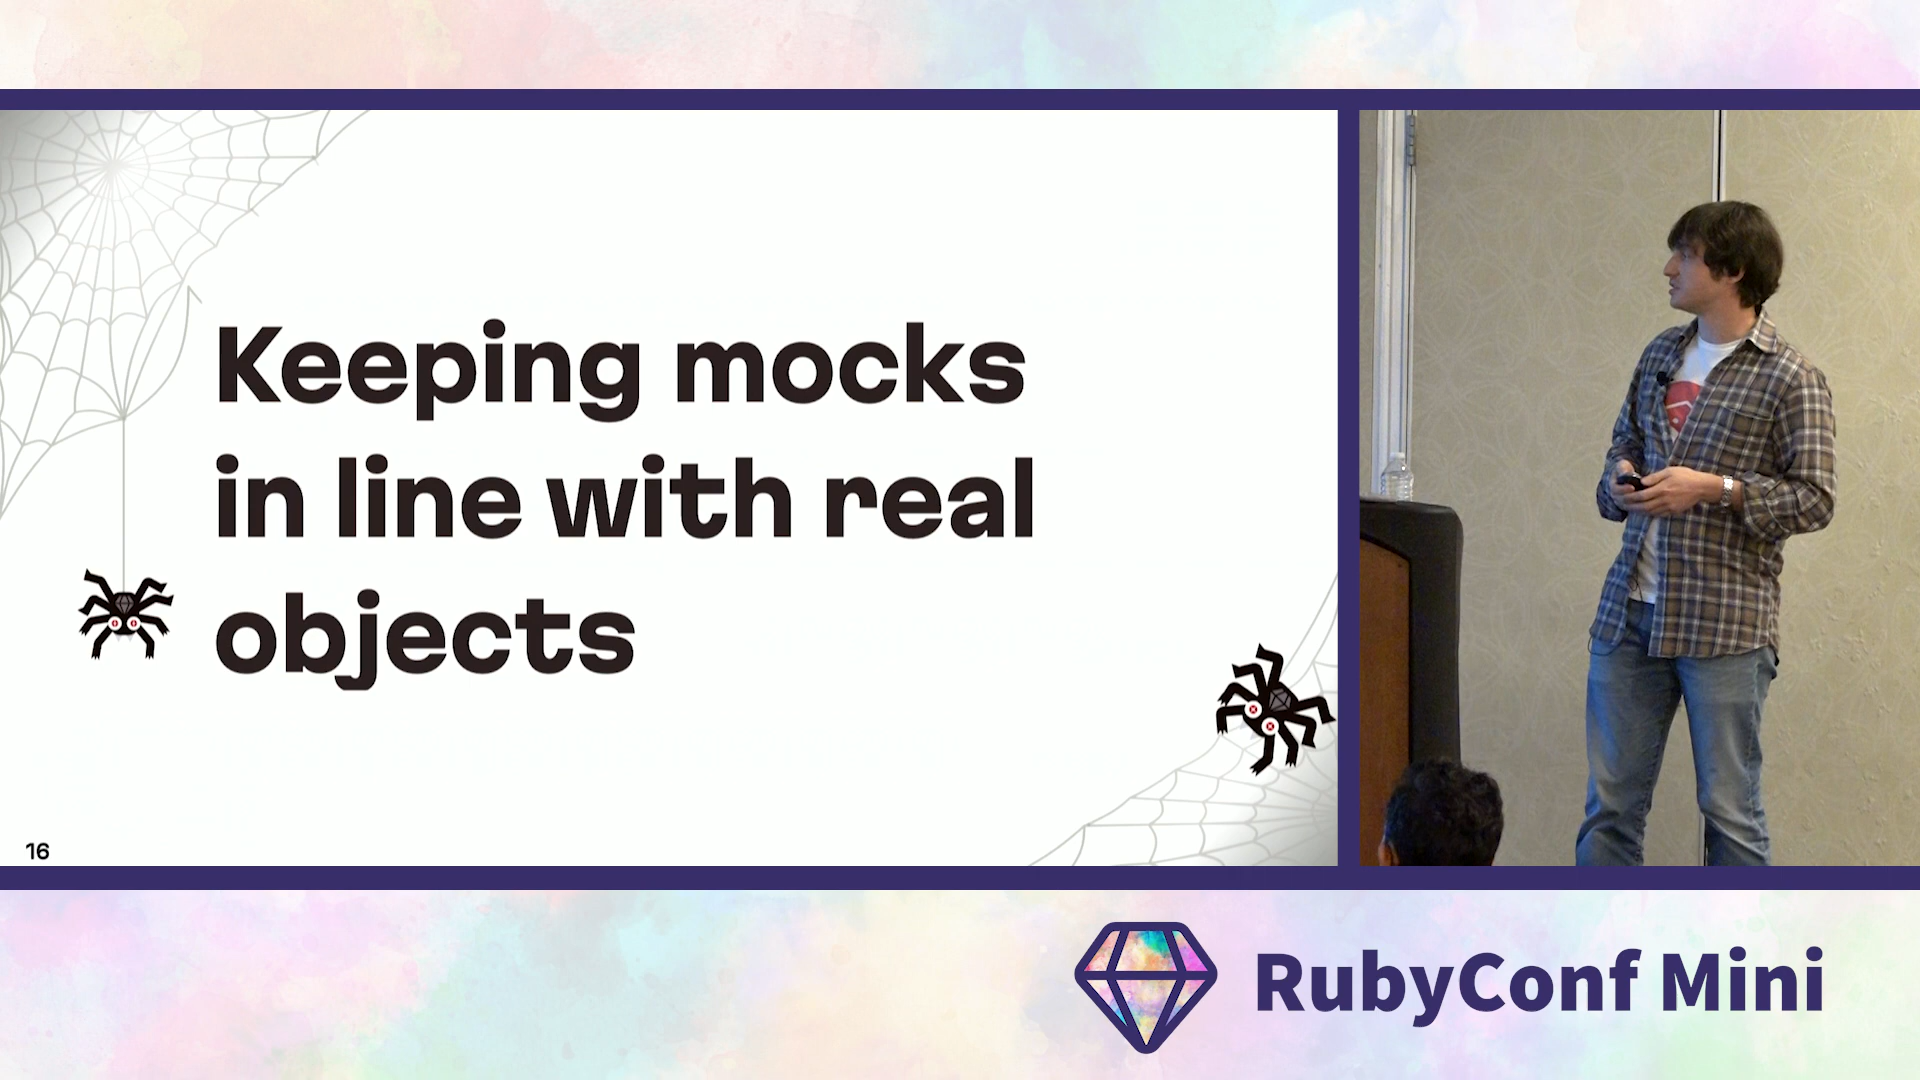 Keeping mocks
in line with real
objects
16
RubyConf Mini